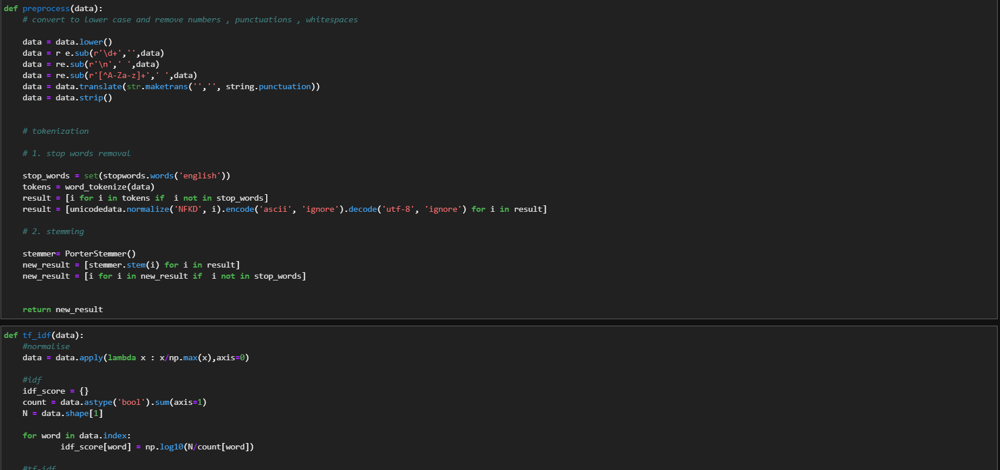 def preprocess(data):
# convert to lower case and remove numbers , punctuations , whitespaces
data = data.lower()
data = r e.sub(r'\d+','',data)
data = re.sub(r'\n',' ',data)
data = re.sub(r'[^A-Za-z]+',' ',data)
data = data.translate(str.maketrans('','', string.punctuation))
data = data.strip()
# tokenization
# 1. stop words removal
stop_words = set(stopwords.words('english'))
tokens = word_tokenize(data)
result = [i for i in tokens if  i not in stop_words]
result = [unicodedata.normalize('NFKD', i).encode('ascii', 'ignore').decode('utf-8', 'ignore') for i in result]
# 2. stemming
stemmer= PorterStemmer()
new_result = [stemmer.stem(i) for i in result]
new_result = [i for i in new_result if  i not in stop_words]
return new_result
def tf_idf(data):
#normalise
data = data.apply(lambda x : x/np.max(x),axis=0)
#idf
idf_score = {}
count = data.astype('bool').sum(axis=1)
N = data.shape[1]
for word in data.index:
idf_score[word] = np.log10(N/count[word])
#tf-idf